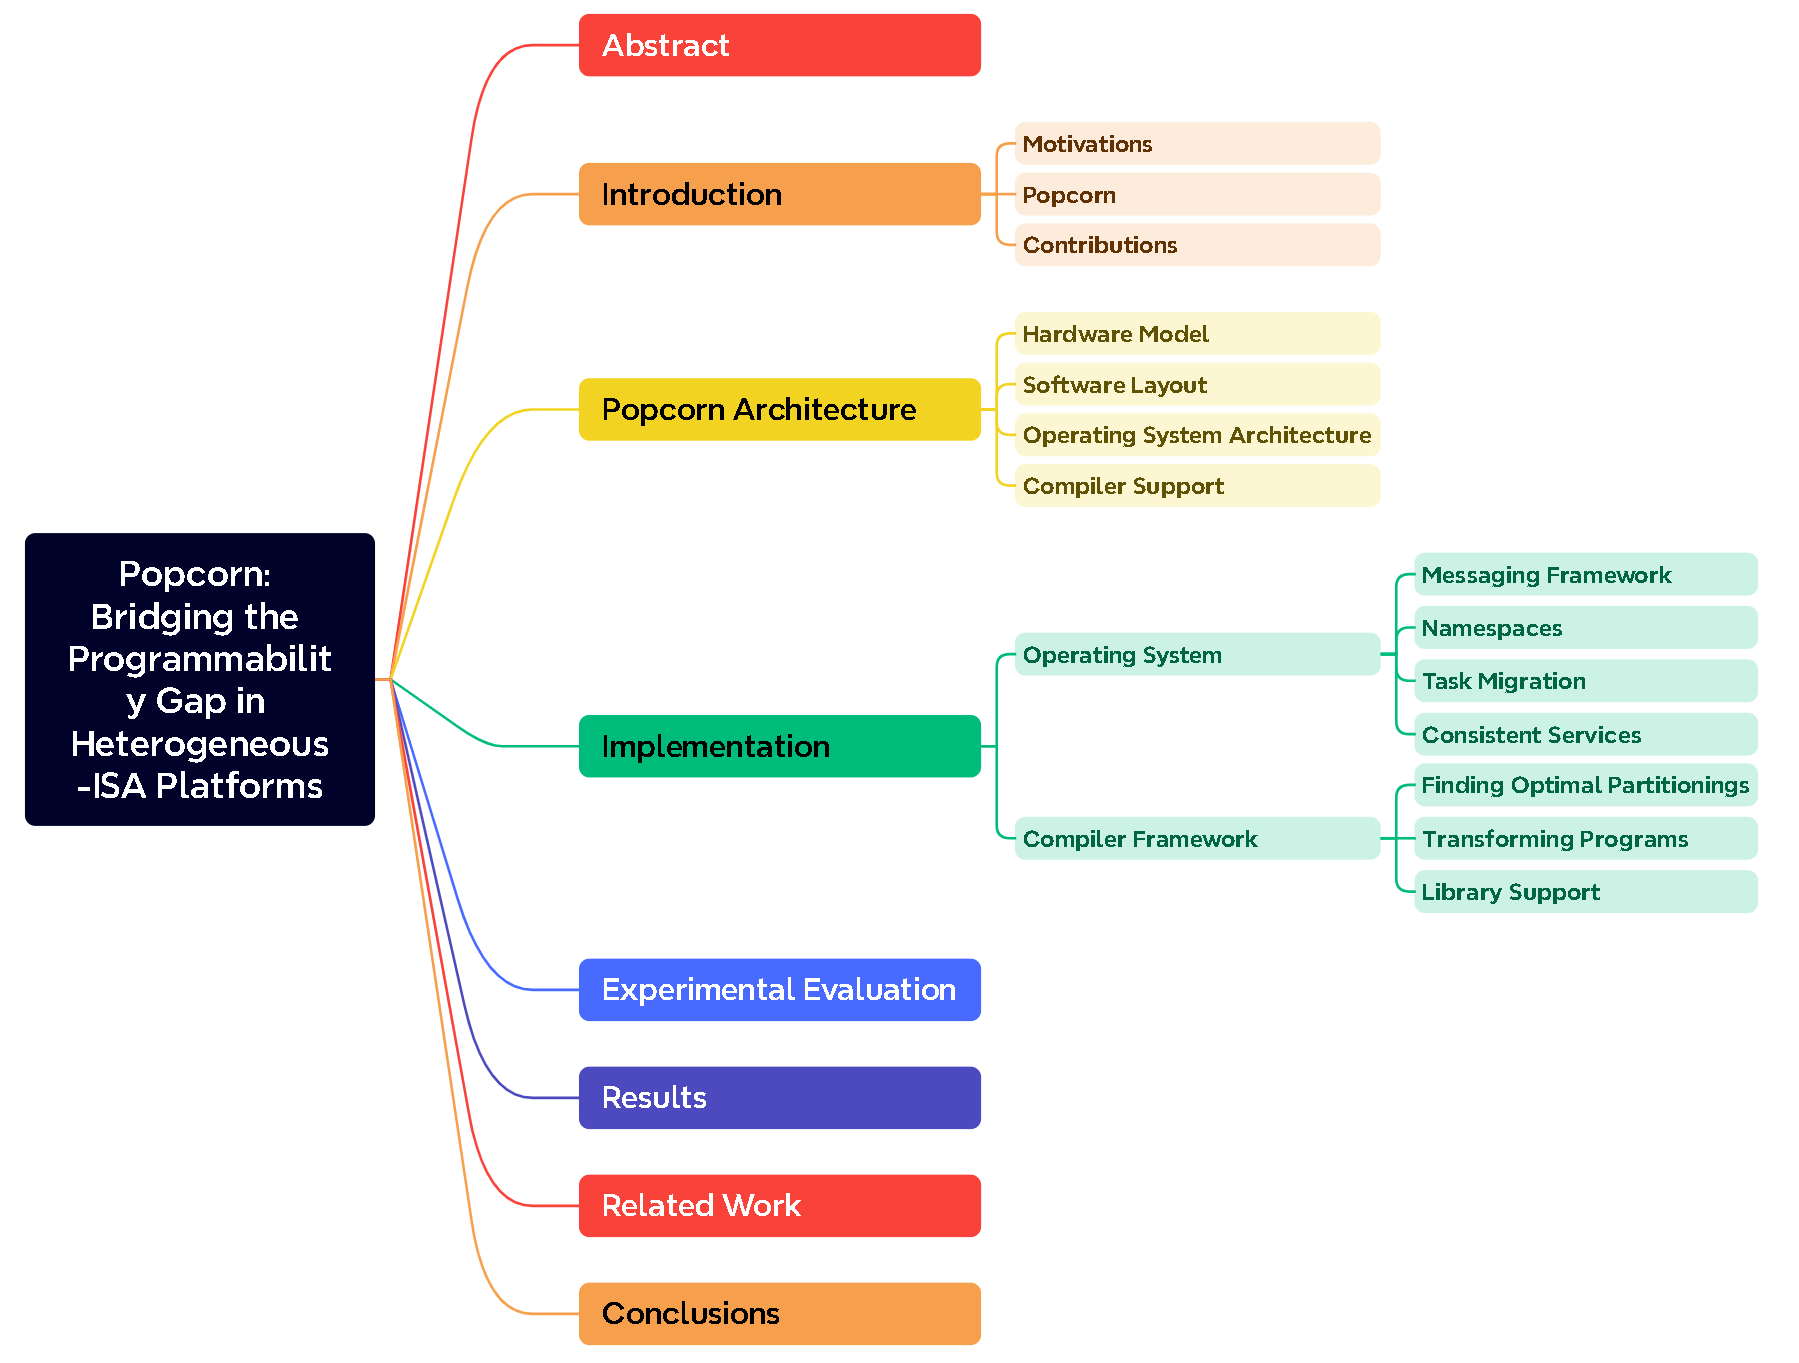 Popcorn:
Bridging the
Programmabilit
y Gap in
Heterogeneous
-ISA Platforms
Abstract
Introduction
Motivations
Popcorn
Contributions
Popcorn Architecture
Hardware Model
Software Layout
Operating System Architecture
Compiler Support
Implementation
Operating System
Messaging Framework
Namespaces
Task Migration
Consistent Services
Compiler Framework
Finding Optimal Partitionings
Transforming Programs
Library Support
Experimental Evaluation
Results
Related Work
Conclusions